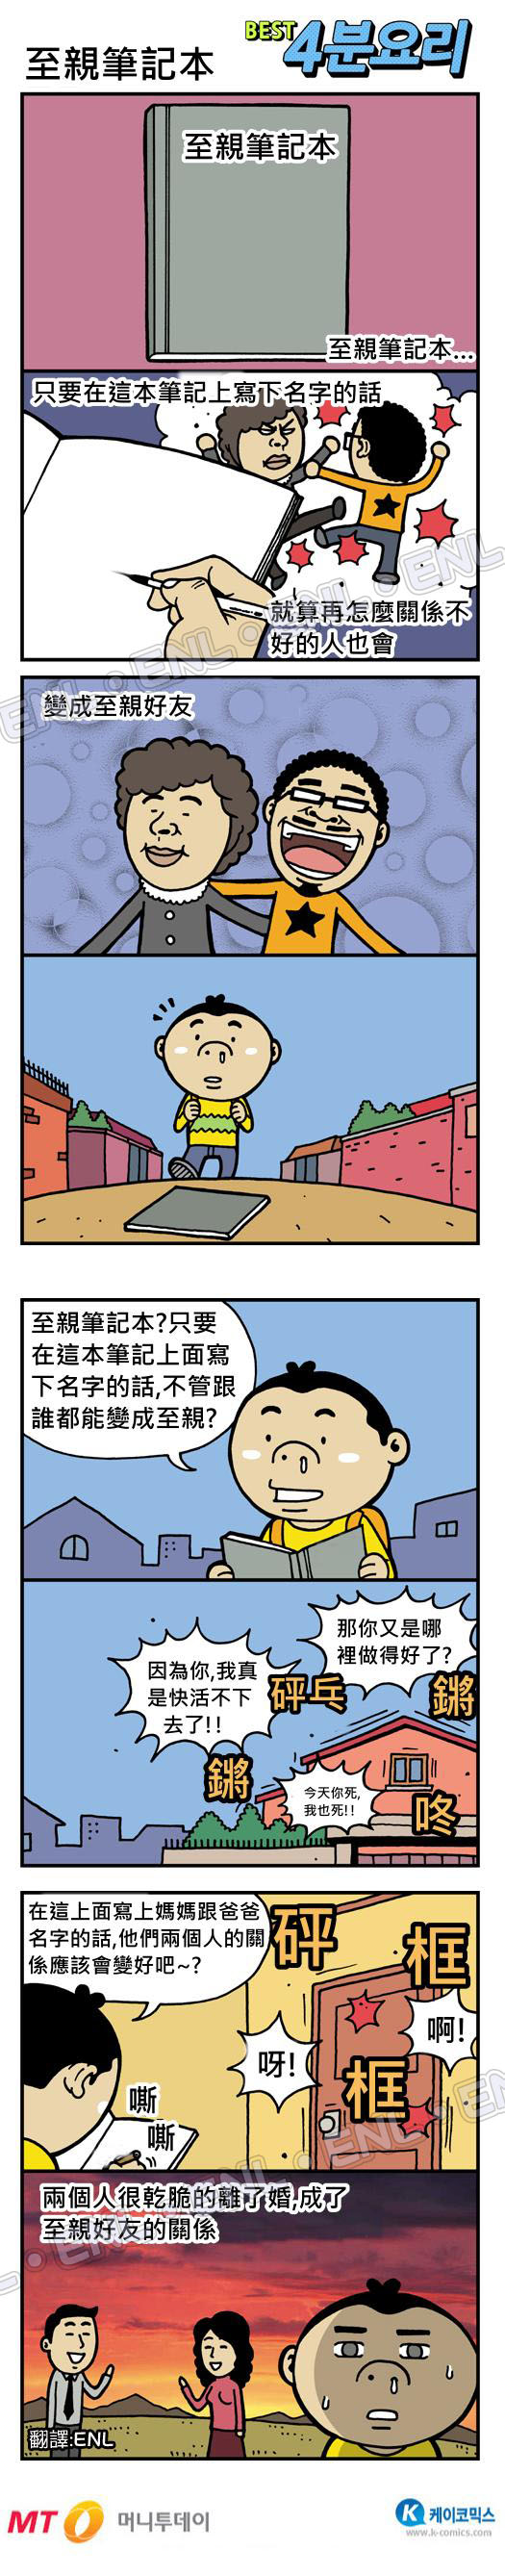 至親筆記本
BEST
4분요리
至親筆記本
至親筆記本...
只要在這本筆記上寫下名字的話
就算再怎麼關係不
好的人也會
ENL·ENL·ENL
變成至親好友
至親筆記本?只要
在這本筆記上面寫
下名字的話,不管跟
誰都能變成至親?
那你又是哪
裡做得好了?
因為你,我真
是快活不下
去了!!
砰乓
鏘
鏘
今天你死,
我也死!!
咚
在這上面寫上媽媽跟爸爸
名字的話,他們兩個人的關
係應該會變好吧~?
砰
框
啊!
呀!
框
嘶
嘶
ENL·ENL·ENL
兩個人很乾脆的離了婚,成了
至親好友的關係
翻譯:ENL
MT 머니투데이
K 케이코믹스
www.k-comics.com